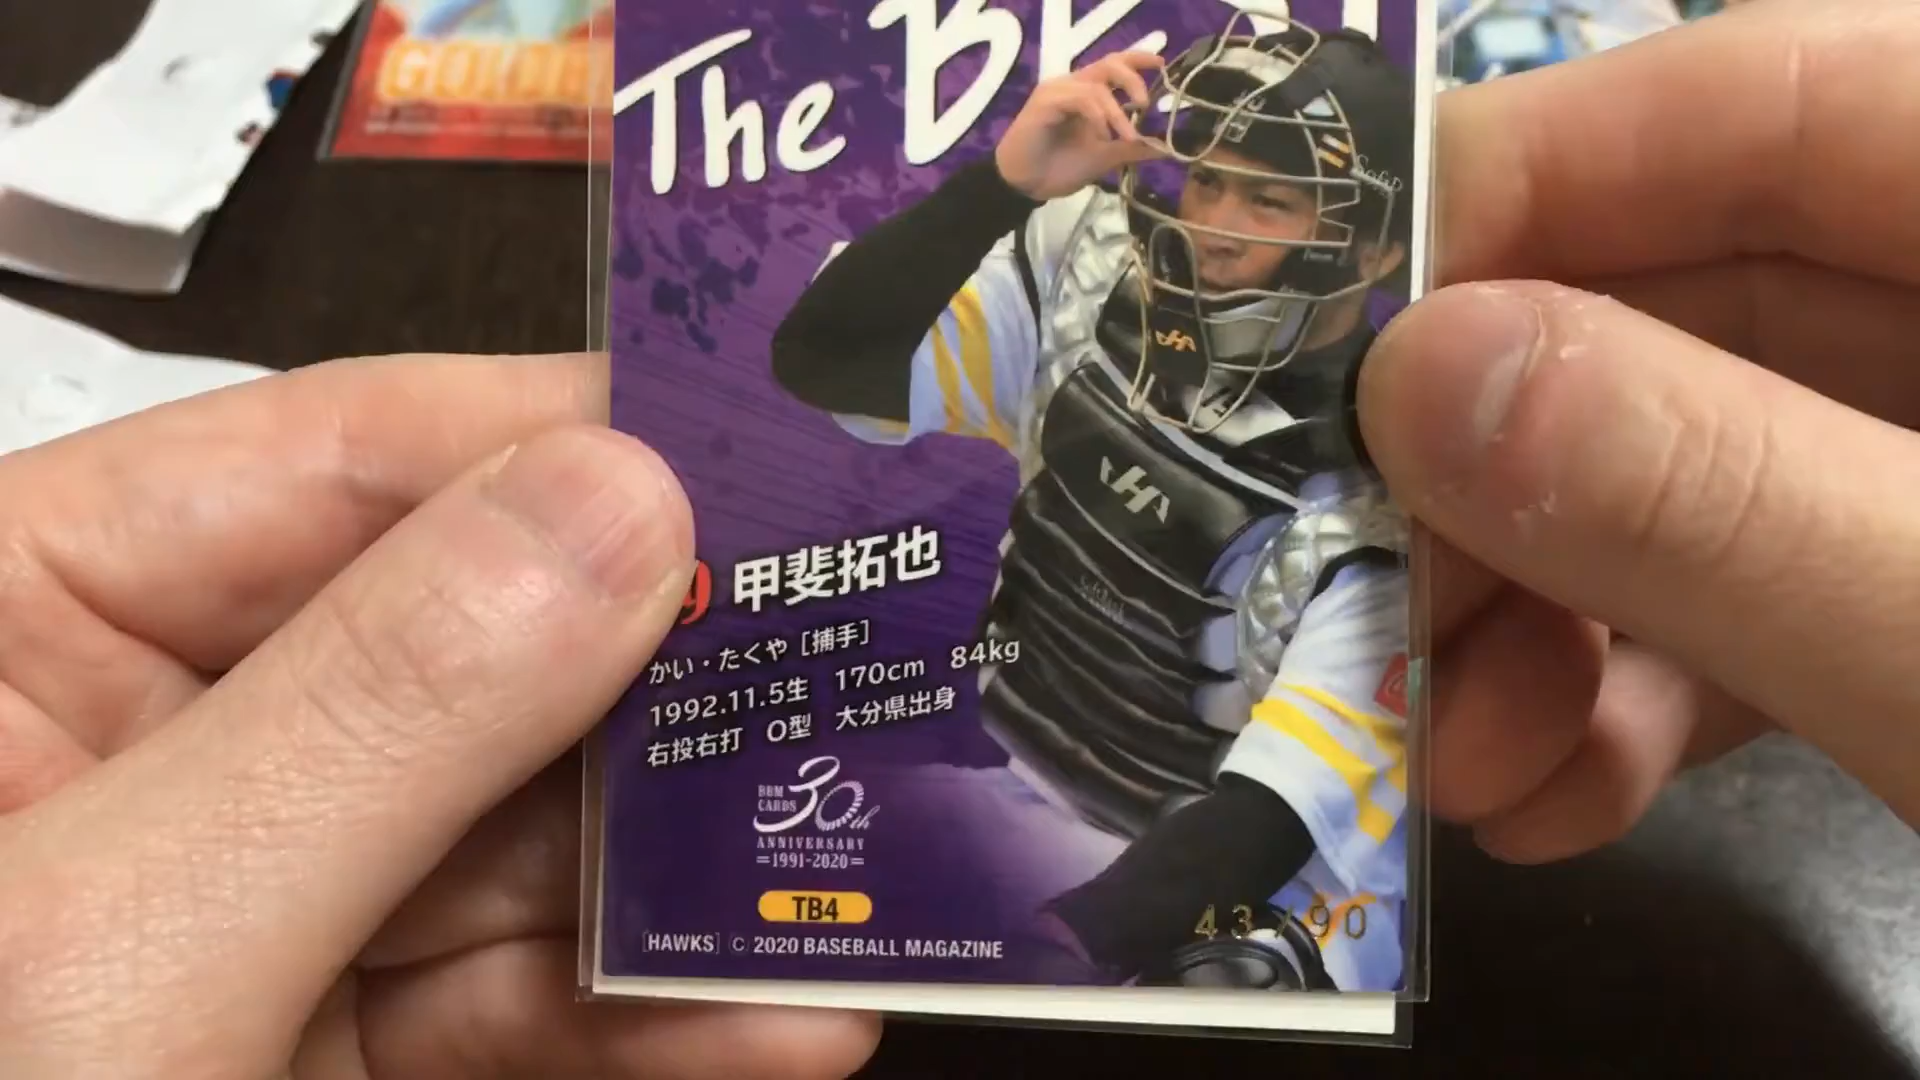 The BEST
9 甲斐拓也
かい・たくや［捕手］
1992.11.5生 170cm 84kg
右投右打 O型 大分県出身
BBM
CARDS
30th
ANNIVERSARY
=1991-2020=
TB4
43/90
[HAWKS] © 2020 BASEBALL MAGAZINE